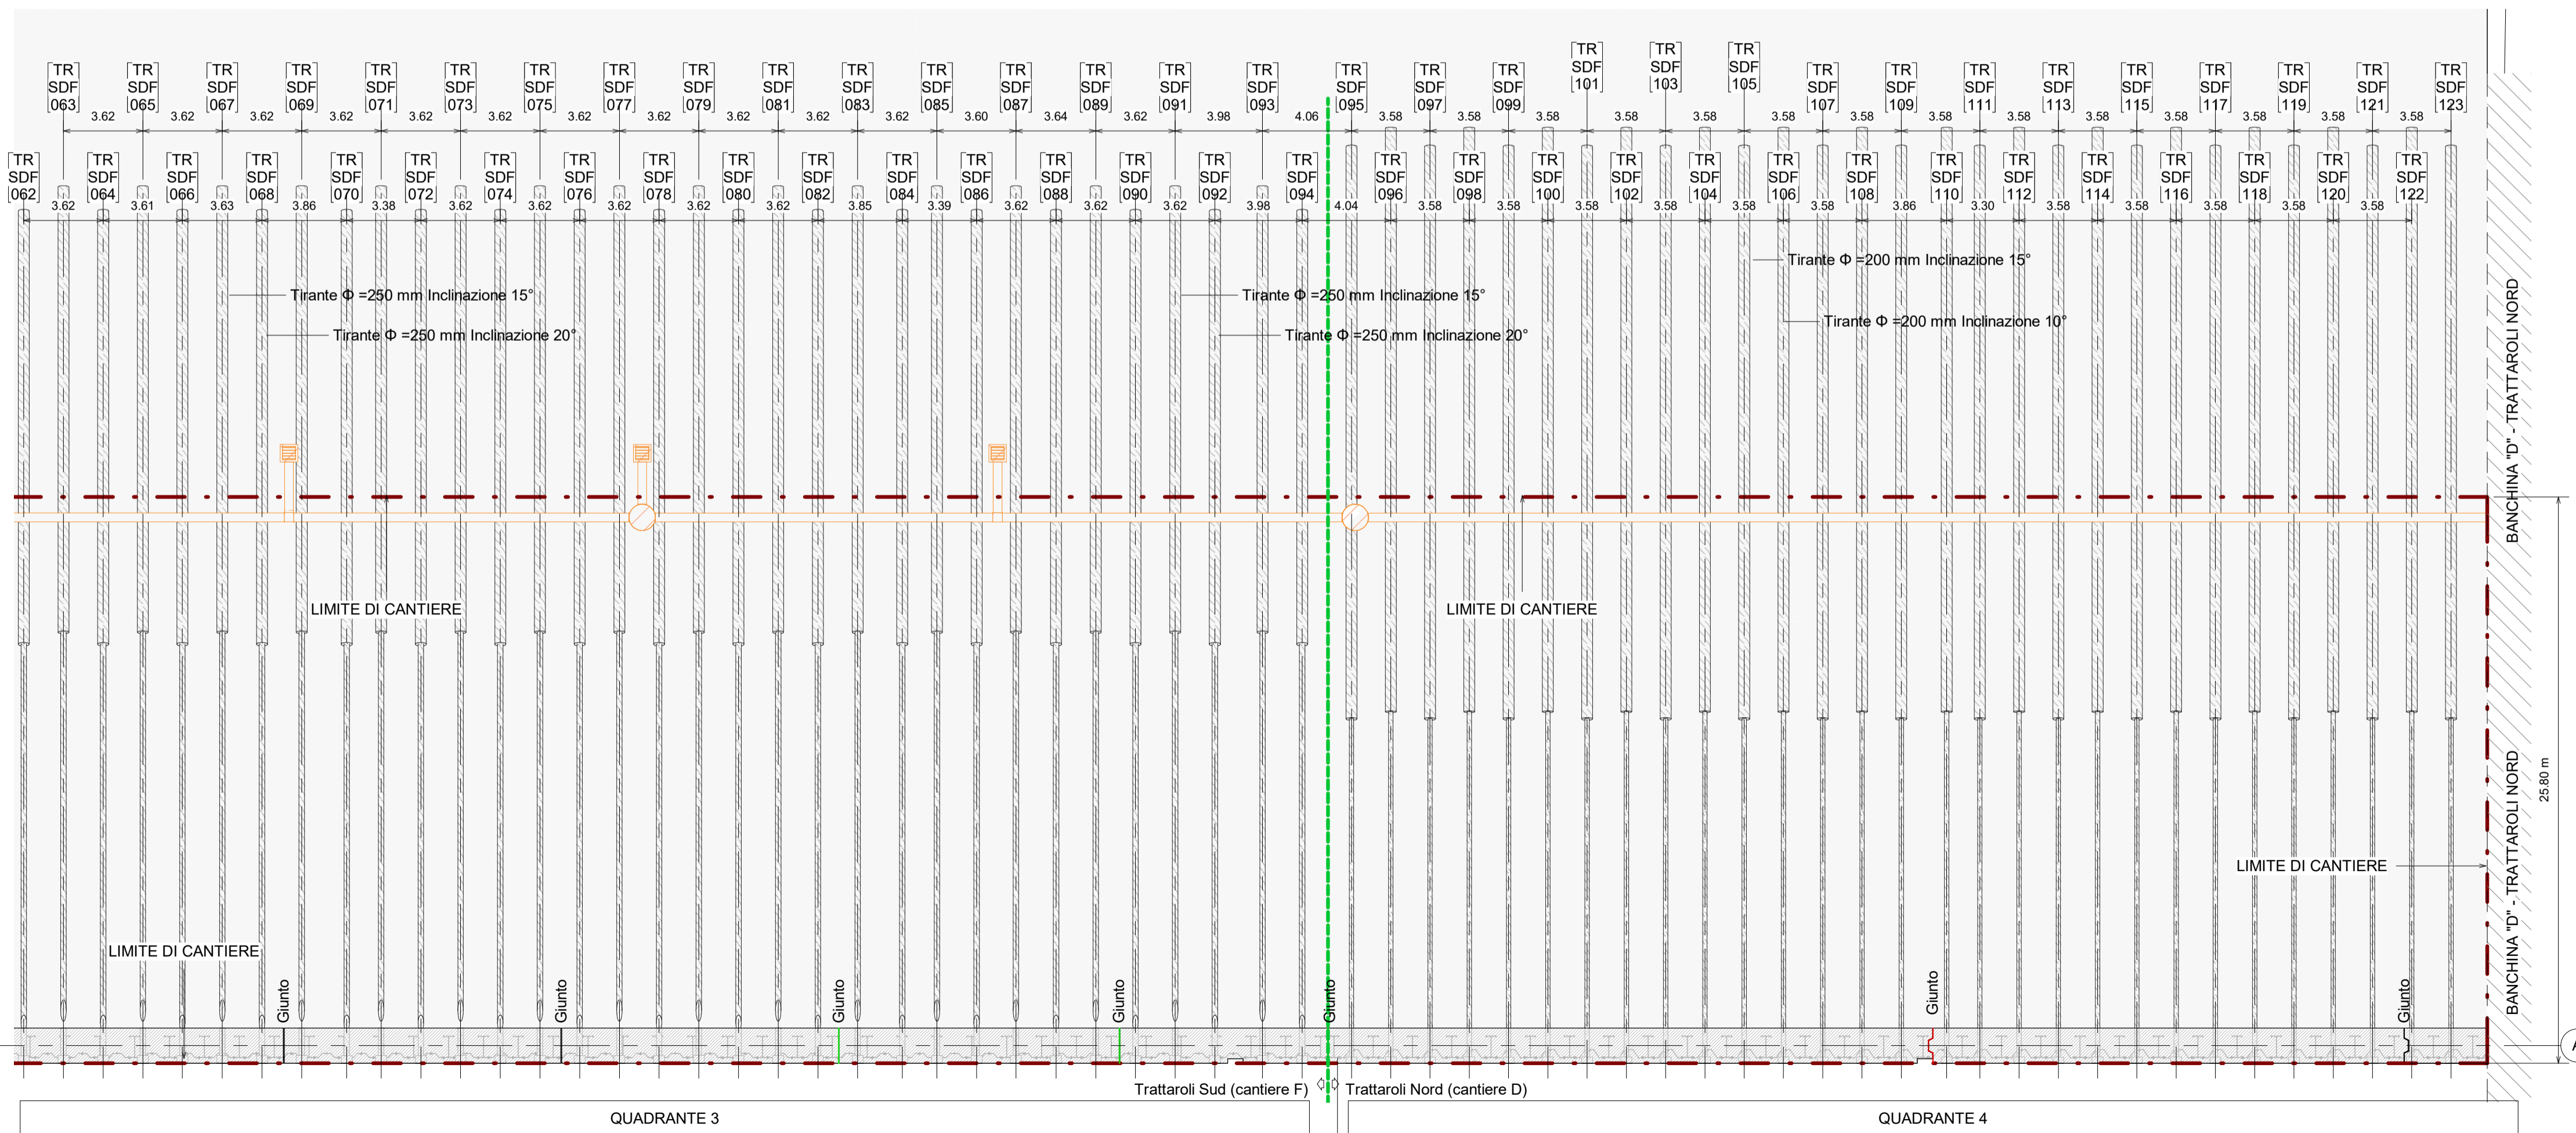 TR
SDF
063
TR
SDF
065
TR
SDF
067
TR
SDF
069
TR
SDF
071
TR
SDF
073
TR
SDF
075
TR
SDF
077
TR
SDF
079
TR
SDF
081
TR
SDF
083
TR
SDF
085
TR
SDF
087
TR
SDF
089
TR
SDF
091
TR
SDF
093
TR
SDF
095
TR
SDF
097
TR
SDF
099
TR
SDF
101
TR
SDF
103
TR
SDF
105
TR
SDF
107
TR
SDF
109
TR
SDF
111
TR
SDF
113
TR
SDF
115
TR
SDF
117
TR
SDF
119
TR
SDF
121
TR
SDF
123
3.62 3.62 3.62 3.62 3.62 3.62 3.62 3.62 3.62 3.62 3.62 3.60 3.64 3.62 3.98 4.06 3.58 3.58 3.58 3.58 3.58 3.58 3.58 3.58 3.58 3.58 3.58 3.58 3.58 3.58
TR
SDF
062
TR
SDF
064
TR
SDF
066
TR
SDF
068
TR
SDF
070
TR
SDF
072
TR
SDF
074
TR
SDF
076
TR
SDF
078
TR
SDF
080
TR
SDF
082
TR
SDF
084
TR
SDF
086
TR
SDF
088
TR
SDF
090
TR
SDF
092
TR
SDF
094
TR
SDF
096
TR
SDF
098
TR
SDF
100
TR
SDF
102
TR
SDF
104
TR
SDF
106
TR
SDF
108
TR
SDF
110
TR
SDF
112
TR
SDF
114
TR
SDF
116
TR
SDF
118
TR
SDF
120
TR
SDF
122
3.62 3.61 3.63 3.86 3.38 3.62 3.62 3.62 3.62 3.62 3.85 3.39 3.62 3.62 3.62 3.98 4.04 3.58 3.58 3.58 3.58 3.58 3.58 3.86 3.30 3.58 3.58 3.58 3.58 3.58
Tirante Φ =200 mm Inclinazione 15°
Tirante Φ =250 mm Inclinazione 15°
Tirante Φ =250 mm Inclinazione 15°
Tirante Φ =200 mm Inclinazione 10°
Tirante Φ =250 mm Inclinazione 20°
Tirante Φ =250 mm Inclinazione 20°
BANCHINA "D" - TRATTAROLI NORD
LIMITE DI CANTIERE
LIMITE DI CANTIERE
25.80 m
BANCHINA "D" - TRATTAROLI NORD
LIMITE DI CANTIERE
LIMITE DI CANTIERE
Giunto
Giunto
Giunto
Giunto
Giunto
Giunto
Giunto
Trattaroli Sud (cantiere F)
Trattaroli Nord (cantiere D)
QUADRANTE 3
QUADRANTE 4